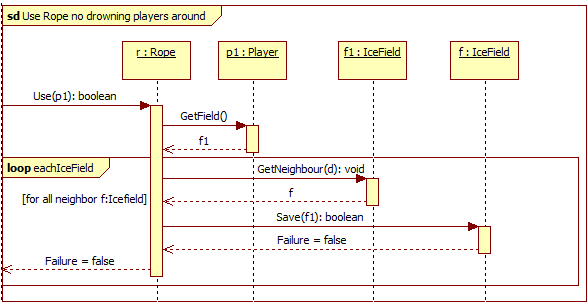 sd Use Rope no drowning players around
r : Rope
p1 : Player
f1 : IceField
f : IceField
Use(p1): boolean
GetField()
f1
loop eachIceField
GetNeighbour(d): void
[for all neighbor f:Icefield]
f
Save(f1): boolean
Failure = false
Failure = false